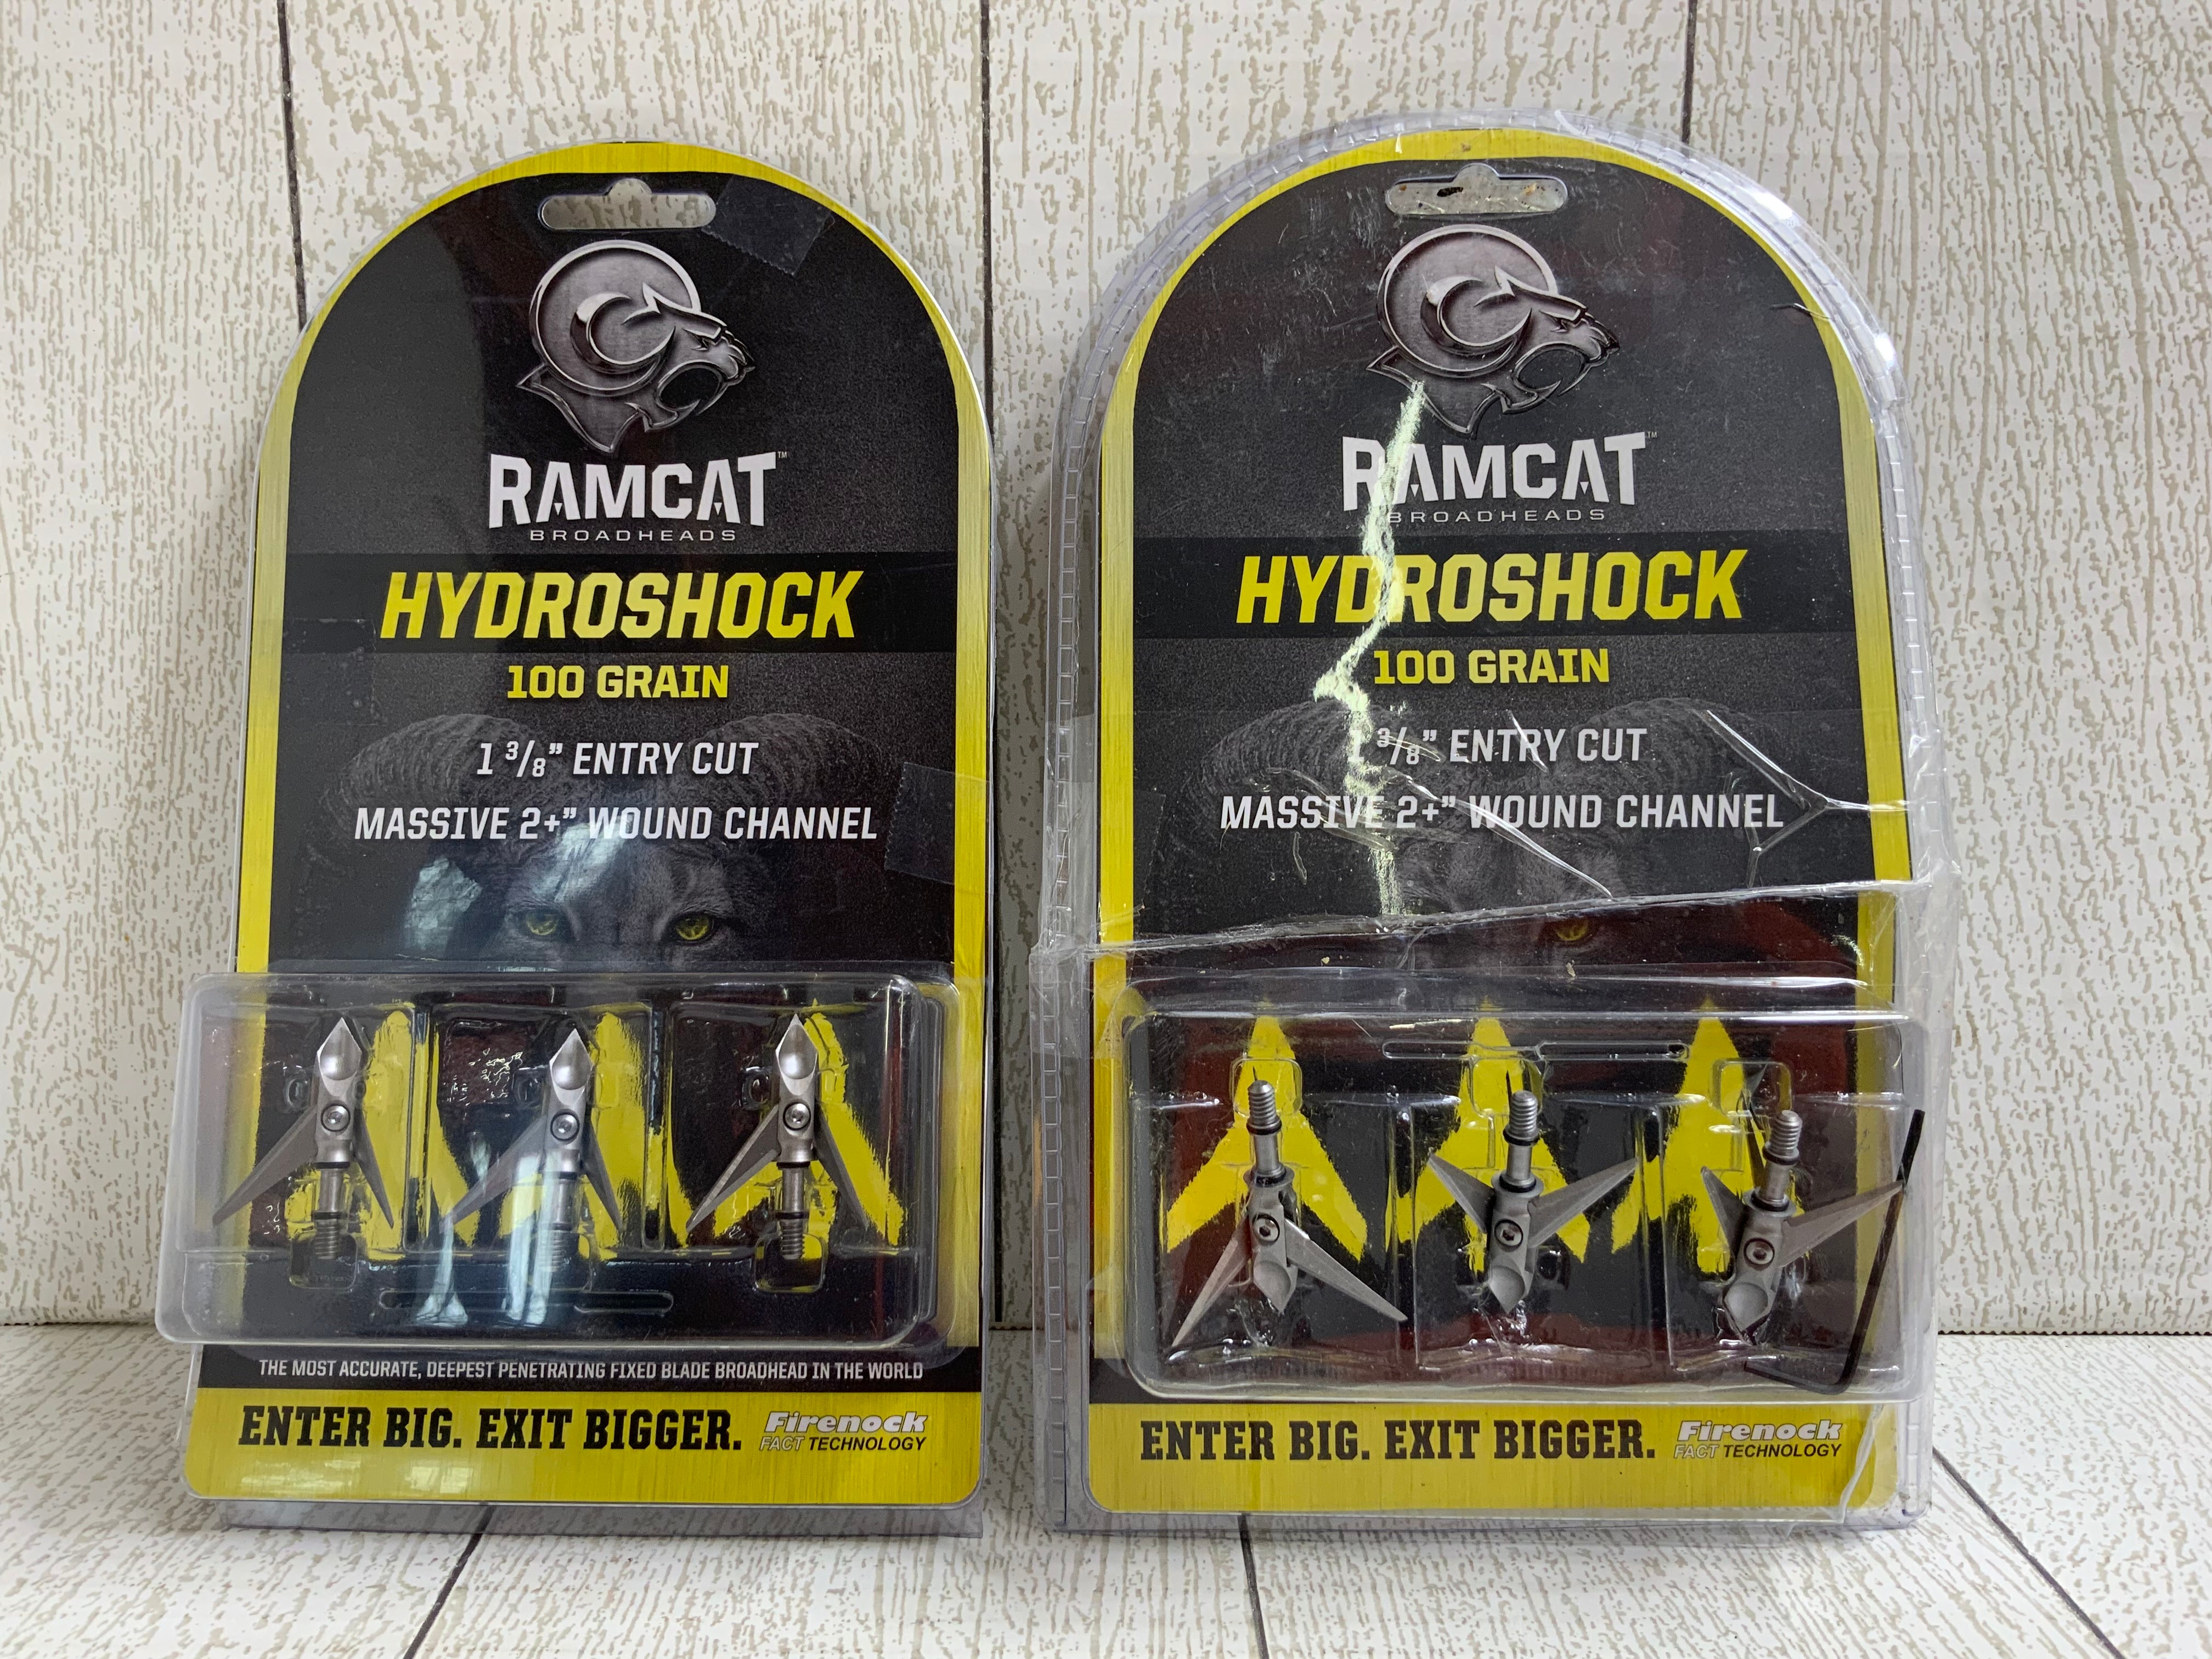 RAMCAT™
BROADHEADS
HYDROSHOCK
100 GRAIN
1 3/8" ENTRY CUT
MASSIVE 2+" WOUND CHANNEL
THE MOST ACCURATE, DEEPEST PENETRATING FIXED BLADE BROADHEAD IN THE WORLD
ENTER BIG. EXIT BIGGER.
Firenock
FACT TECHNOLOGY
RAMCAT™
BROADHEADS
HYDROSHOCK
100 GRAIN
3/8" ENTRY CUT
MASSIVE 2+" WOUND CHANNEL
ENTER BIG. EXIT BIGGER.
Firenock
FACT TECHNOLOGY